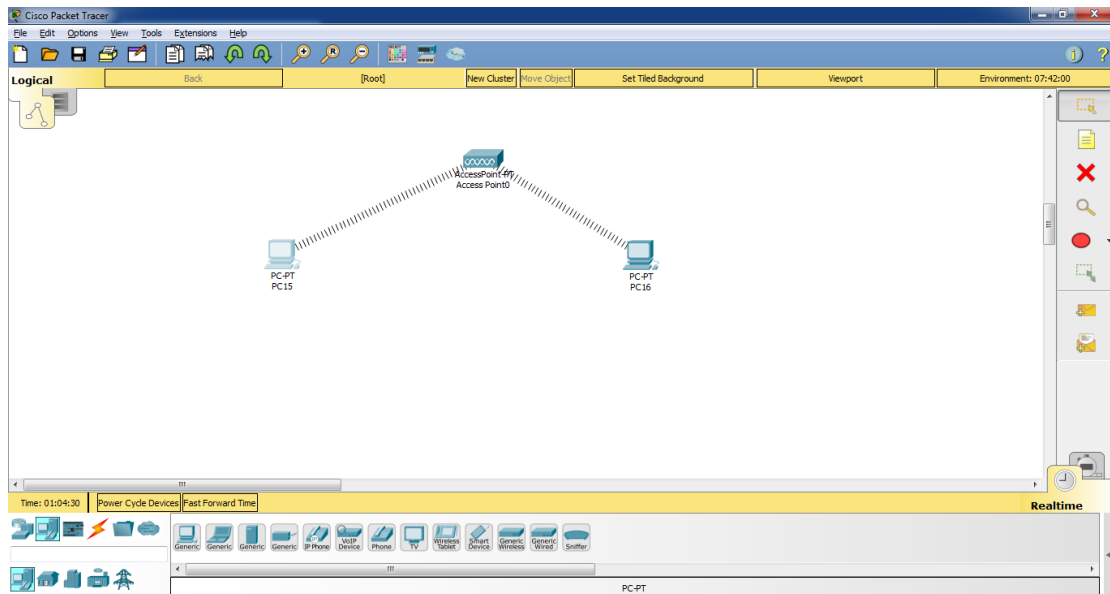 Cisco Packet Tracer
File Edit Options View Tools Extensions Help
Logical Back [Root] New Cluster Move Object Set Tiled Background Viewport Environment: 07:42:00
AccessPoint-PT
Access Point0
PC-PT
PC15
PC-PT
PC16
Time: 01:04:30 Power Cycle Devices Fast Forward Time Realtime
Generic Generic Generic Generic IP Phone VoIP Device Phone TV Wireless Tablet Smart Device Generic Wireless Generic Wired Sniffer
PC-PT